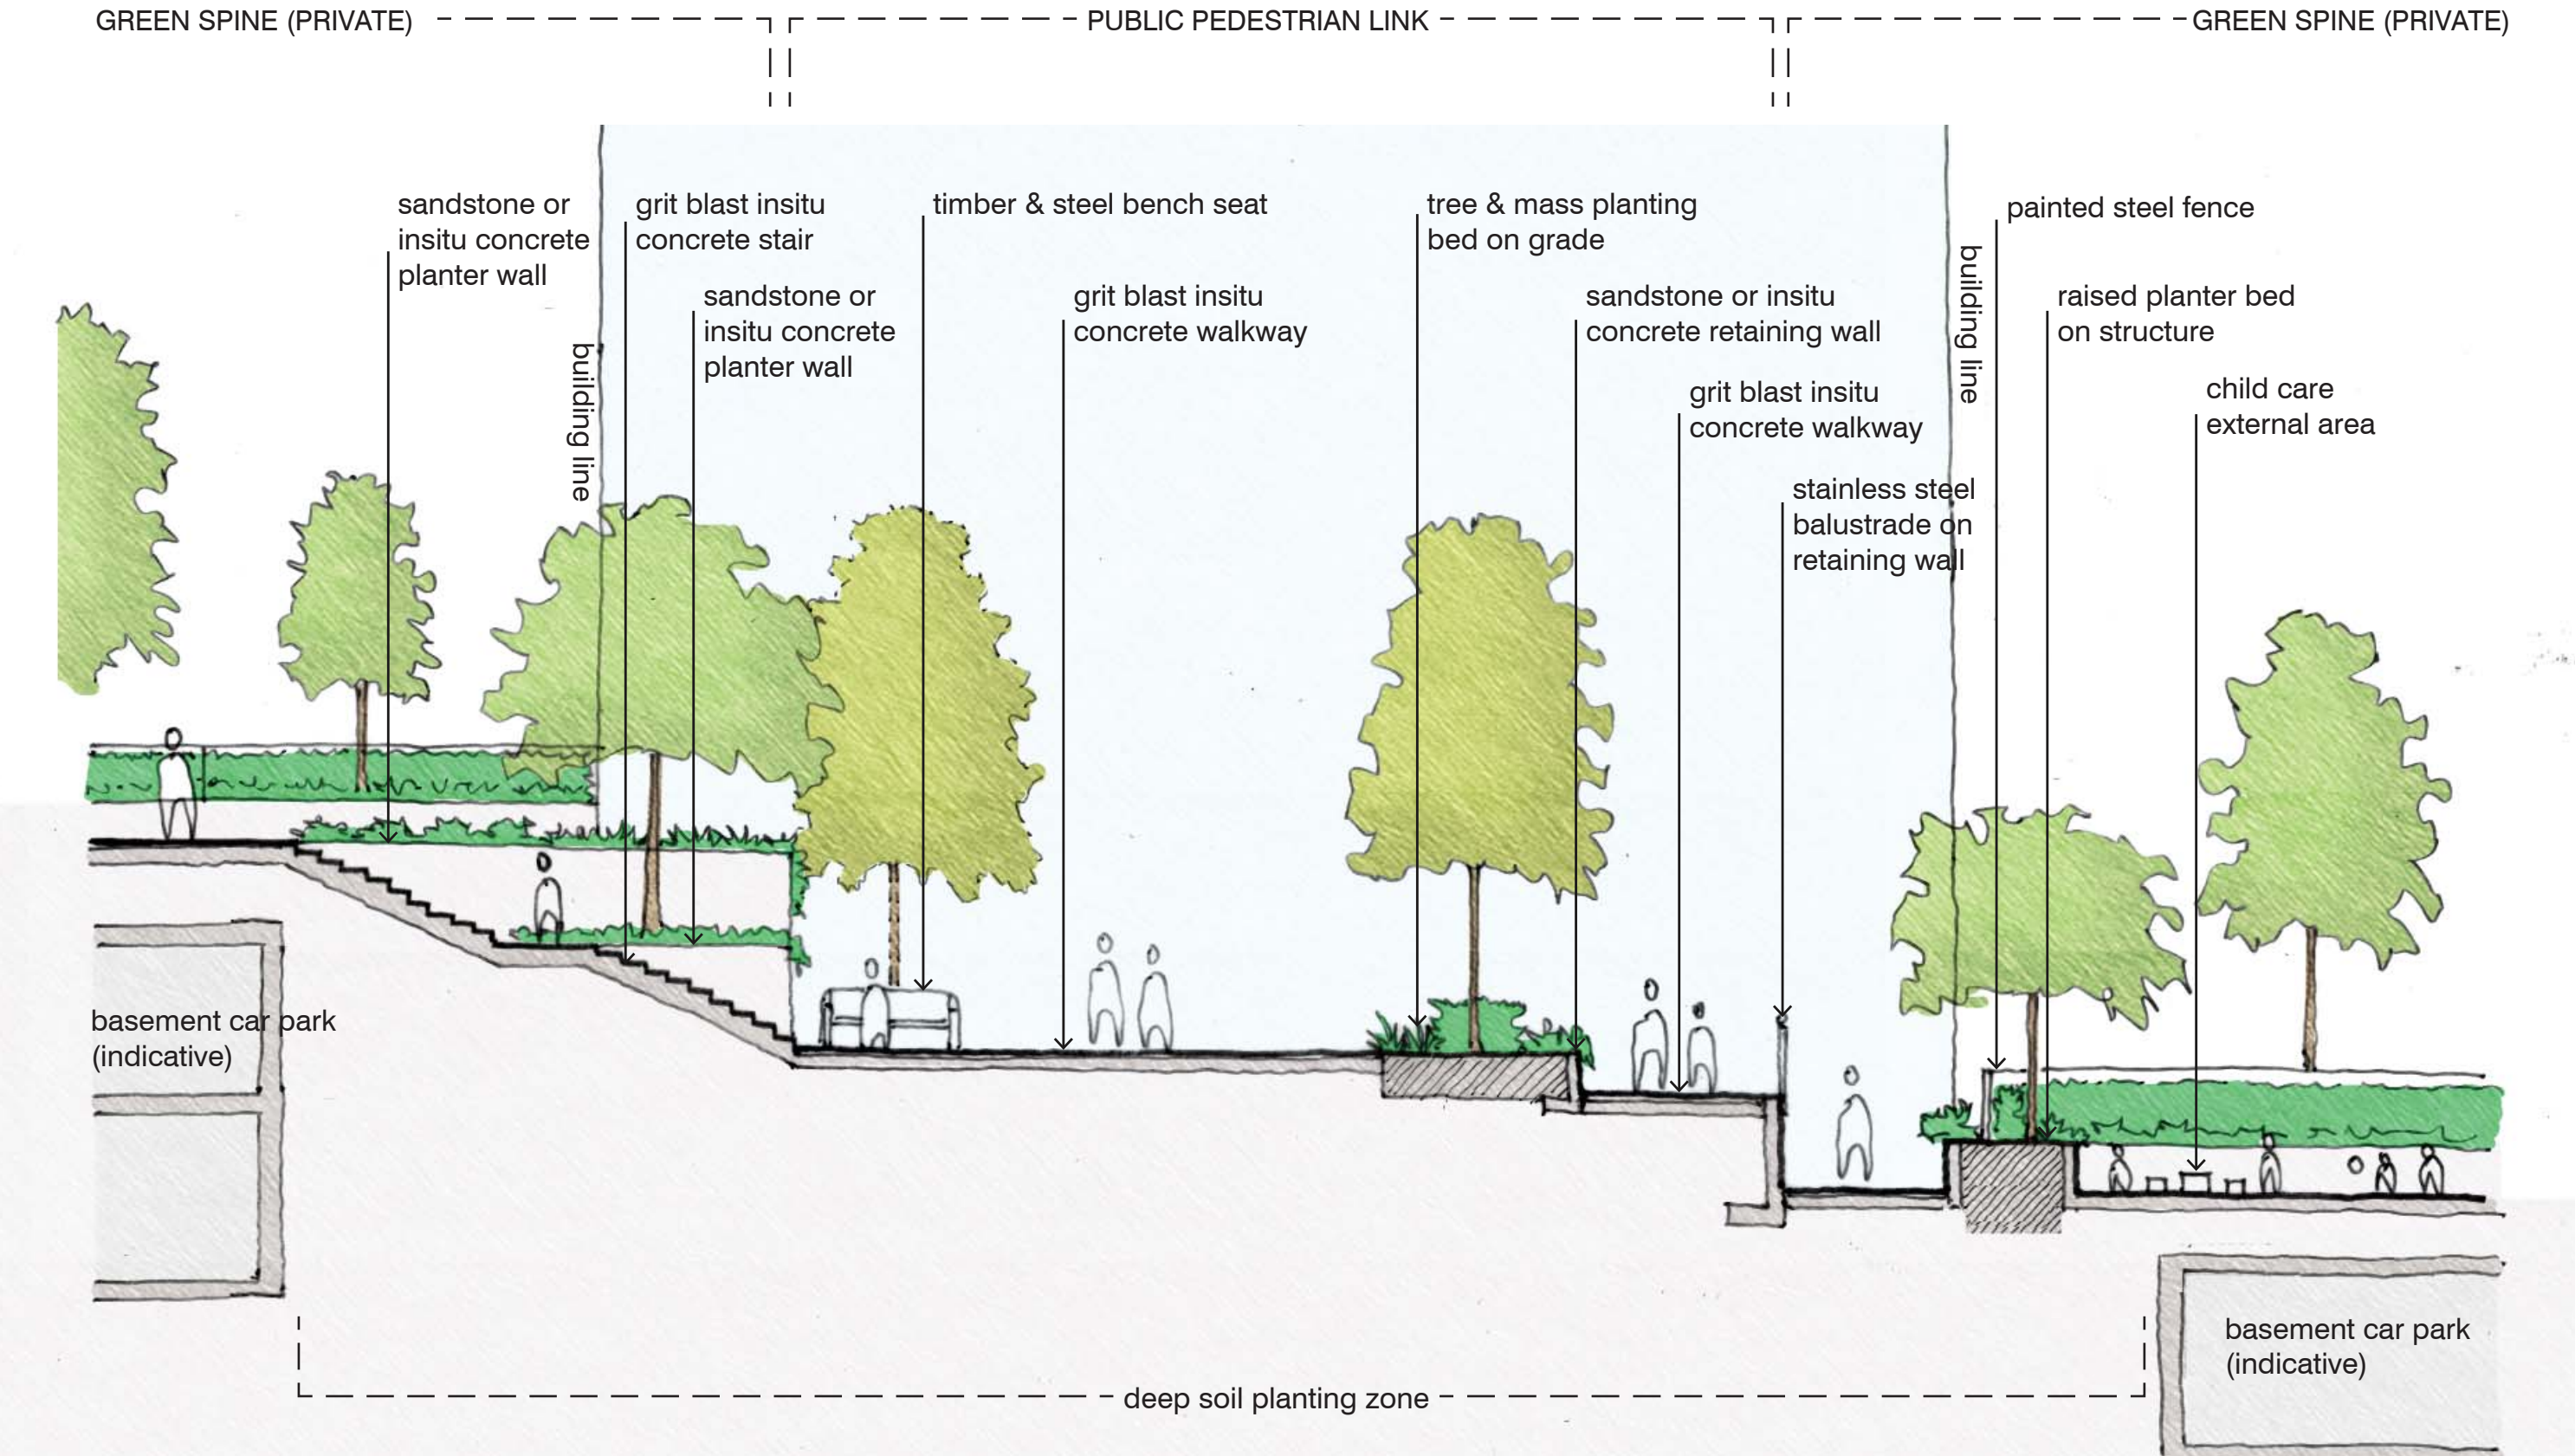 GREEN SPINE (PRIVATE)
PUBLIC PEDESTRIAN LINK
GREEN SPINE (PRIVATE)
sandstone or
insitu concrete
planter wall
building line
grit blast insitu
concrete stair
sandstone or
insitu concrete
planter wall
timber & steel bench seat
grit blast insitu
concrete walkway
tree & mass planting
bed on grade
sandstone or insitu
concrete retaining wall
grit blast insitu
concrete walkway
stainless steel
balustrade on
retaining wall
building line
painted steel fence
raised planter bed
on structure
child care
external area
basement car park
(indicative)
basement car park
(indicative)
deep soil planting zone